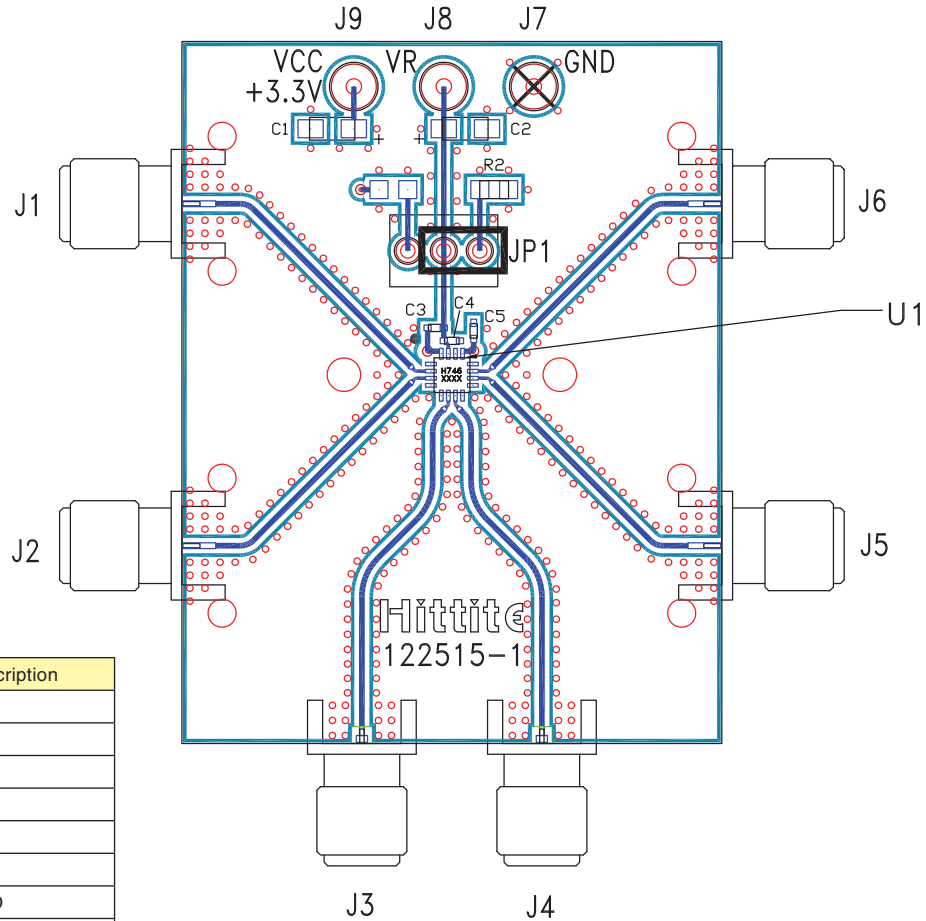 J9
J8
J7
VCC
+3.3V
VR
GND
C1
+
+
C2
R2
J1
J6
JP1
C3
C4
C5
U1
H746
XXXX
J2
J5
Hittite
122515-1
J3
J4